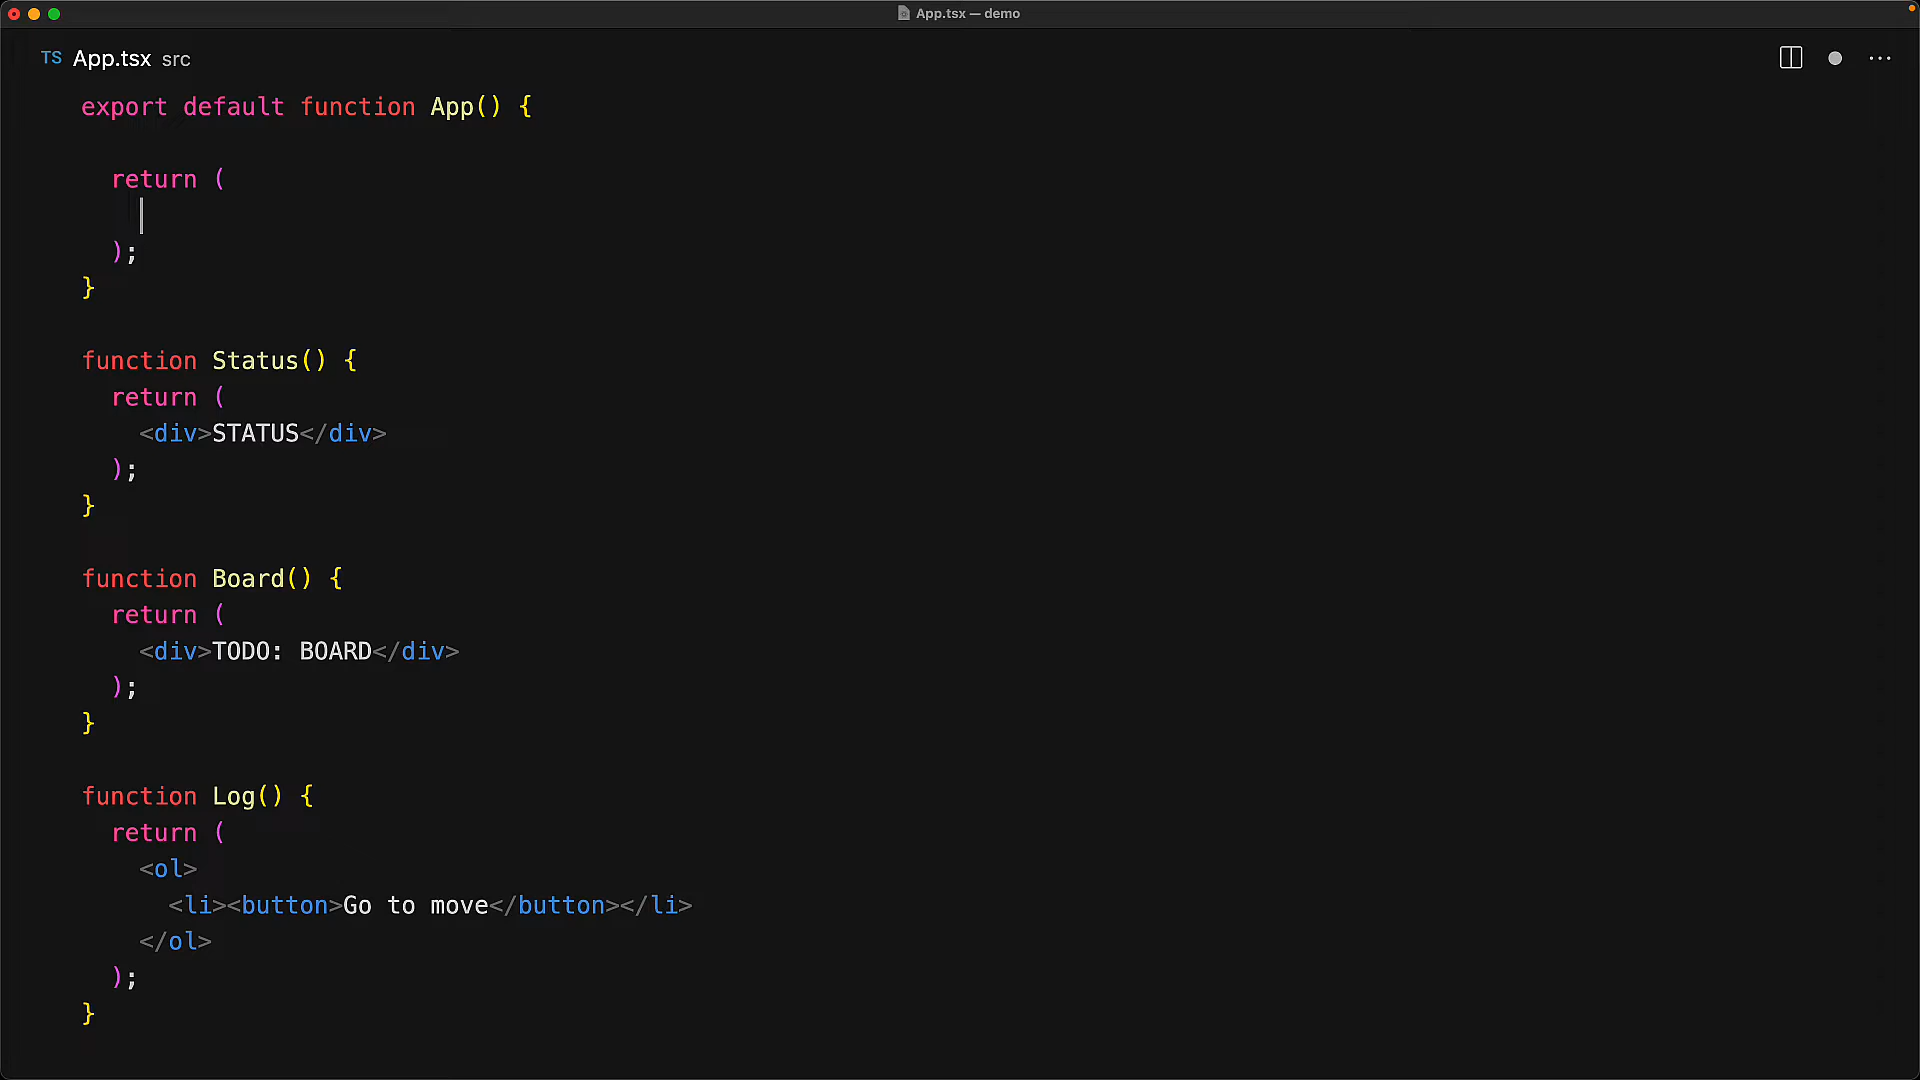 App.tsx — demo
TS App.tsx src
export default function App() {
  return (
  );
}
function Status() {
  return (
    <div>STATUS</div>
  );
}
function Board() {
  return (
    <div>TODO: BOARD</div>
  );
}
function Log() {
  return (
    <ol>
      <li><button>Go to move</button></li>
    </ol>
  );
}